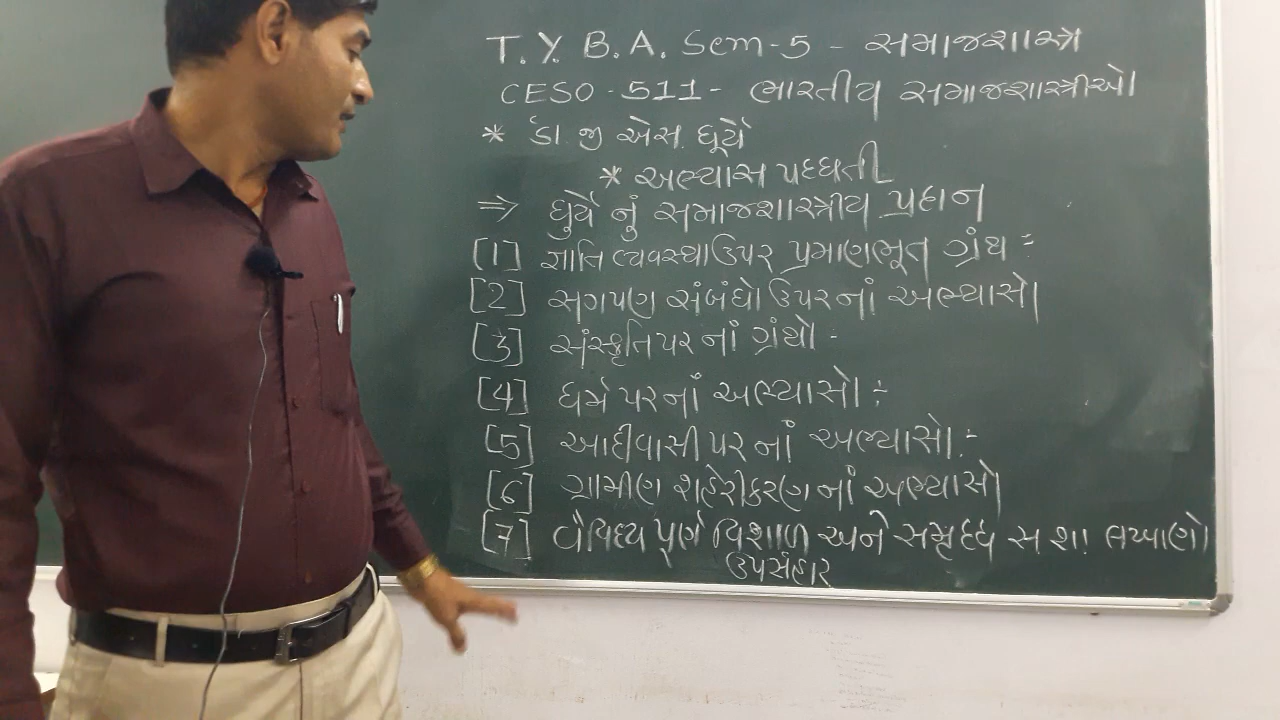 T.Y. B.A. Sem-5 - સમાજશાસ્ત્ર
CESO-511- ભારતીય સમાજશાસ્ત્રીઓ
* ડૉ. જી એસ. ઘૂર્યે
* અભ્યાસ પદ્ધતી
⇒ ઘુર્યે નું સમાજશાસ્ત્રીય પ્રદાન
[1] જ્ઞાતિ વ્યવસ્થા ઉપર પ્રમાણભૂત ગ્રંથ :-
[2] સગપણ સંબંધો ઉપરનાં અભ્યાસો
[3] સંસ્કૃતિ પરનાં ગ્રંથો -
[4] ધર્મ પરનાં અભ્યાસો :-
[5] આદીવાસી પરનાં અભ્યાસો :-
[6] ગ્રામીણ શહેરીકરણનાં અભ્યાસો
[7] વૈવિધ્ય પૂર્ણ વિશાળ અને સમૃદ્ધ સ.શા. લખાણો
ઉપસંહાર